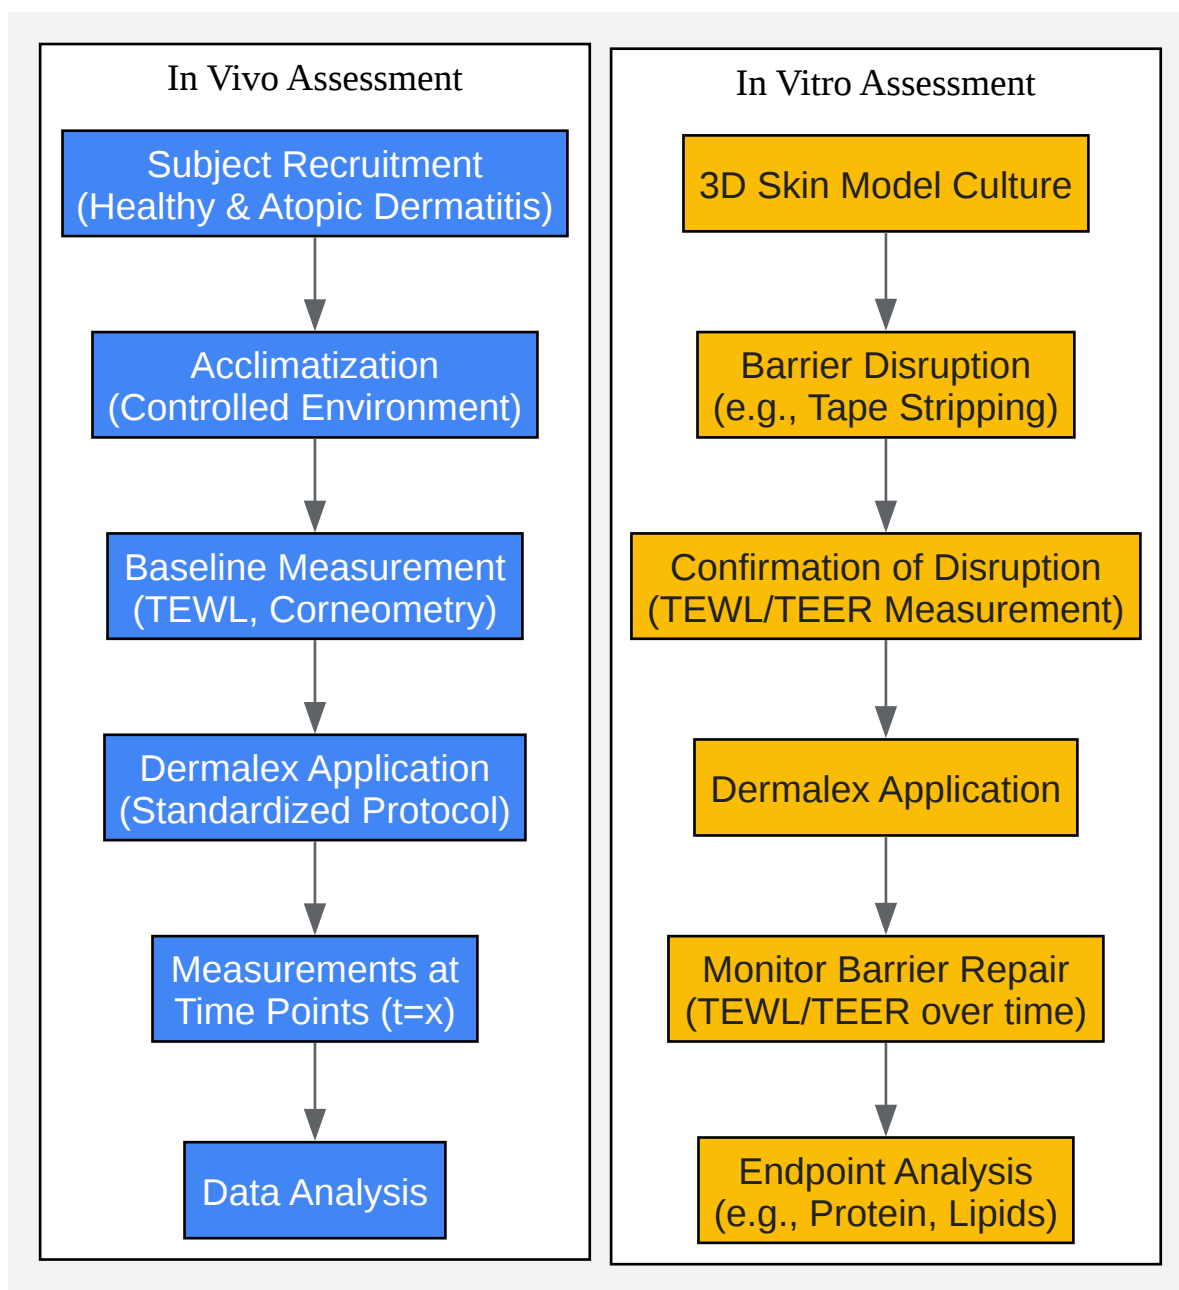 In Vivo Assessment
Subject Recruitment
(Healthy & Atopic Dermatitis)
Acclimatization
(Controlled Environment)
Baseline Measurement
(TEWL, Corneometry)
Dermalex Application
(Standardized Protocol)
Measurements at
Time Points (t=x)
Data Analysis
In Vitro Assessment
3D Skin Model Culture
Barrier Disruption
(e.g., Tape Stripping)
Confirmation of Disruption
(TEWL/TEER Measurement)
Dermalex Application
Monitor Barrier Repair
(TEWL/TEER over time)
Endpoint Analysis
(e.g., Protein, Lipids)